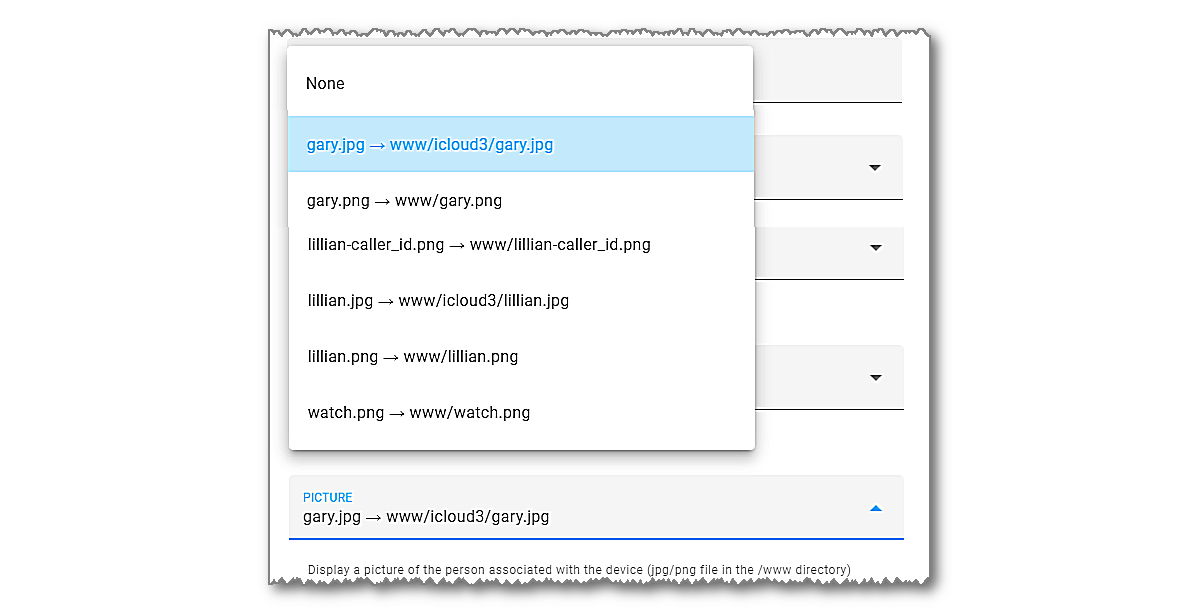 None
gary.jpg → www/icloud3/gary.jpg
gary.png → www/gary.png
lillian-caller_id.png → www/lillian-caller_id.png
lillian.jpg → www/icloud3/lillian.jpg
lillian.png → www/lillian.png
watch.png → www/watch.png
PICTURE
gary.jpg → www/icloud3/gary.jpg
Display a picture of the person associated with the device (jpg/png file in the /www directory)